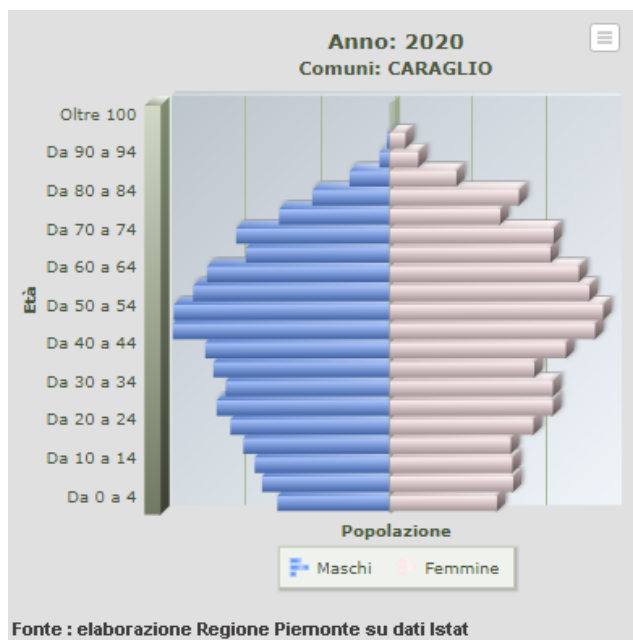 Anno: 2020
Comuni: CARAGLIO
Oltre 100
Da 90 a 94
Da 80 a 84
Da 70 a 74
Da 60 a 64
Da 50 a 54
Da 40 a 44
Da 30 a 34
Da 20 a 24
Da 10 a 14
Da 0 a 4
Età
Popolazione
Maschi Femmine
Fonte : elaborazione Regione Piemonte su dati Istat